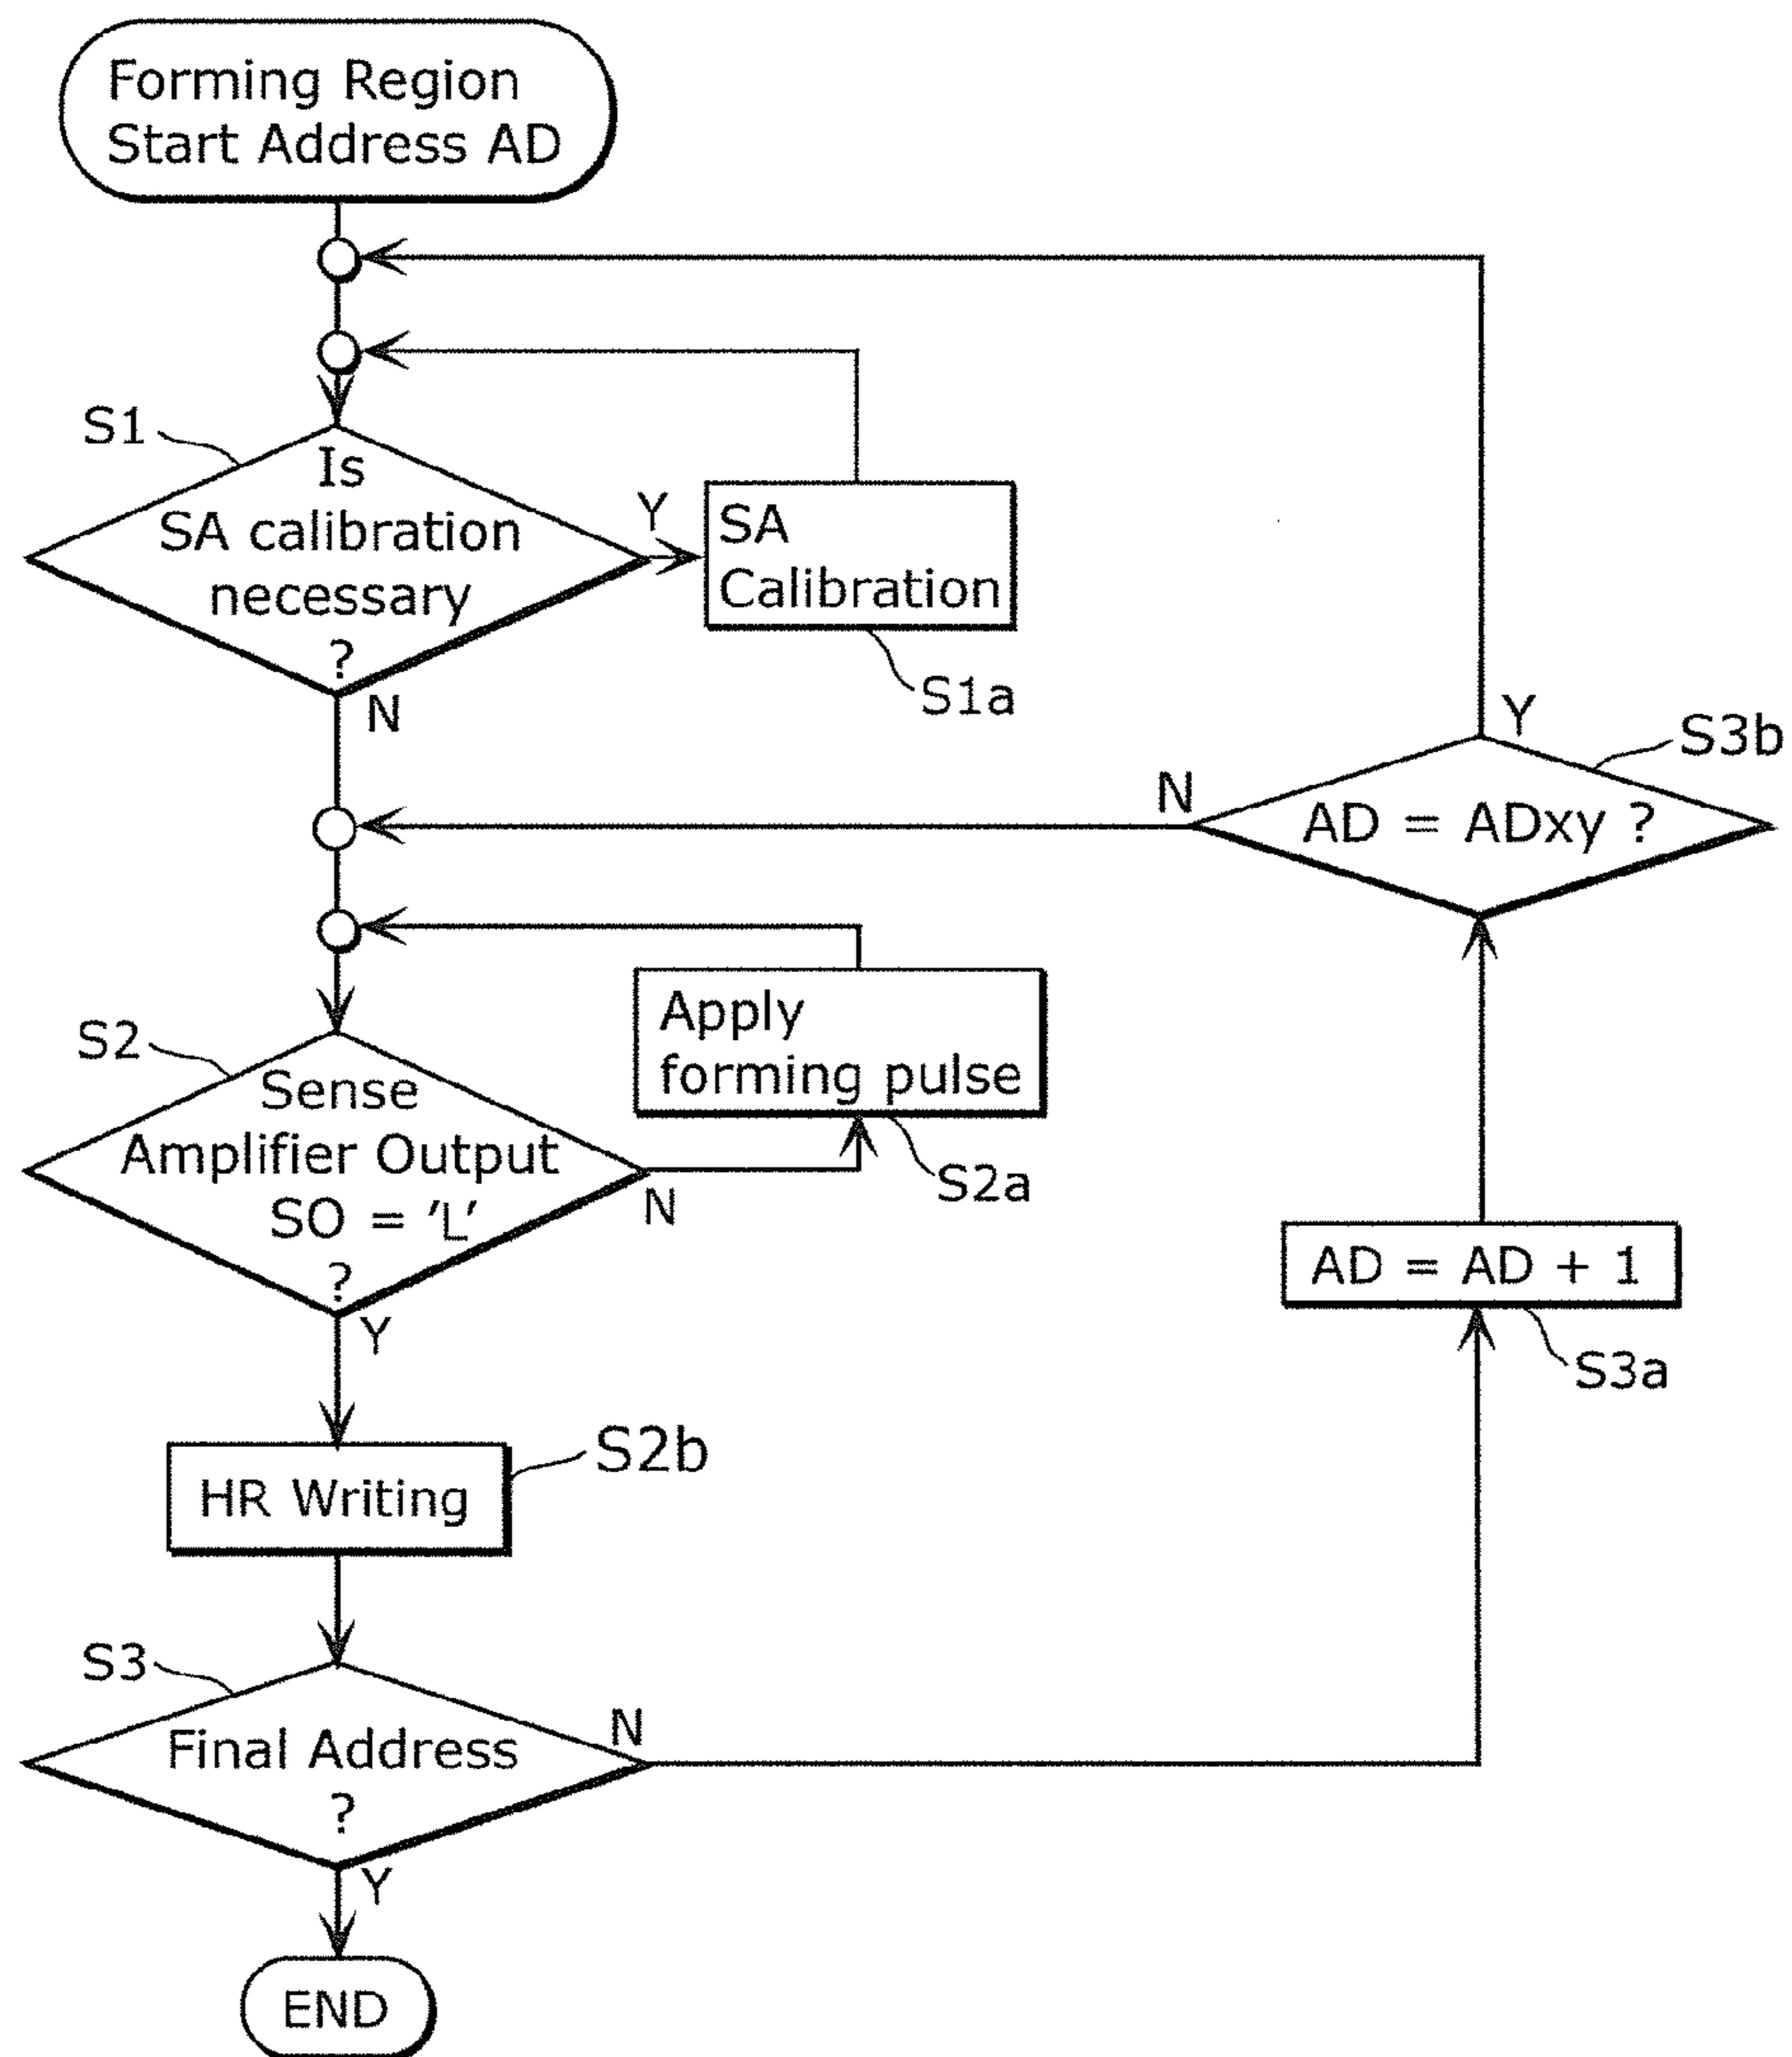 Forming Region
Start Address AD
S1
Is
SA calibration
necessary
?
Y
N
SA
Calibration
S1a
S3b
Y
N
AD = ADxy ?
S2
Sense
Amplifier Output
SO = 'L'
?
N
Y
Apply
forming pulse
S2a
AD = AD + 1
S3a
HR Writing
S2b
S3
Final Address
?
N
Y
END